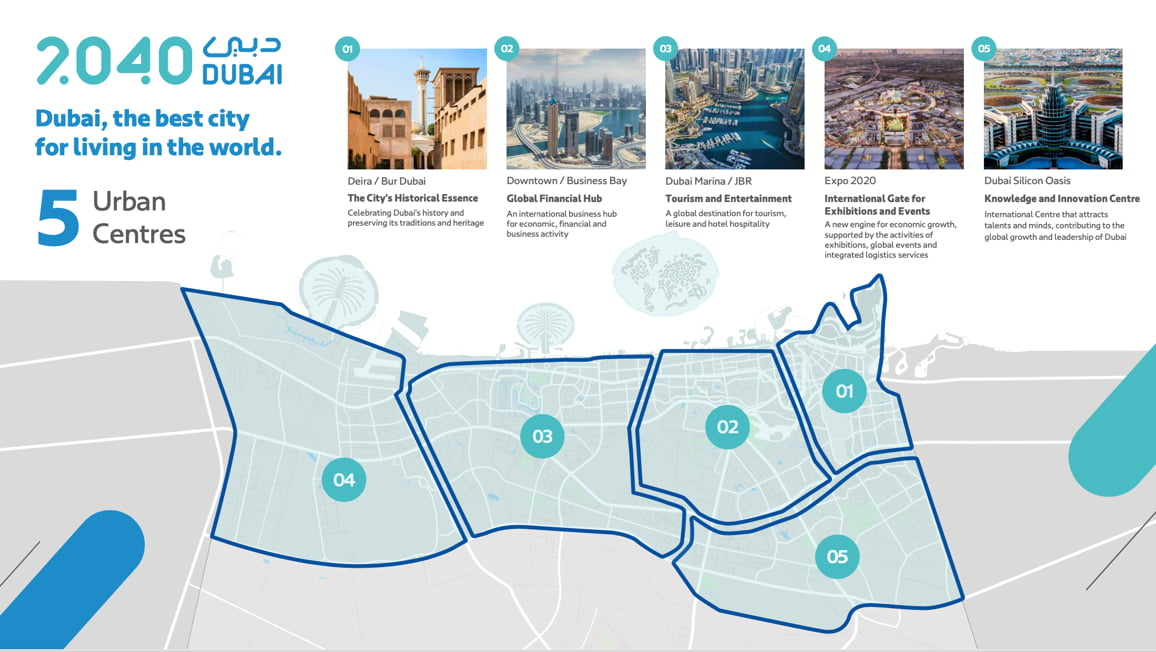 2040
دبي
DUBAI
Dubai, the best city
for living in the world.
5 Urban
Centres
01
Deira / Bur Dubai
The City's Historical Essence
Celebrating Dubai's history and
preserving its traditions and heritage
02
Downtown / Business Bay
Global Financial Hub
An international business hub
for economic, financial and
business activity
03
Dubai Marina / JBR
Tourism and Entertainment
A global destination for tourism,
leisure and hotel hospitality
04
Expo 2020
International Gate for
Exhibitions and Events
A new engine for economic growth,
supported by the activities of
exhibitions, global events and
integrated logistics services
05
Dubai Silicon Oasis
Knowledge and Innovation Centre
International Centre that attracts
talents and minds, contributing to the
global growth and leadership of Dubai
01
02
03
04
05